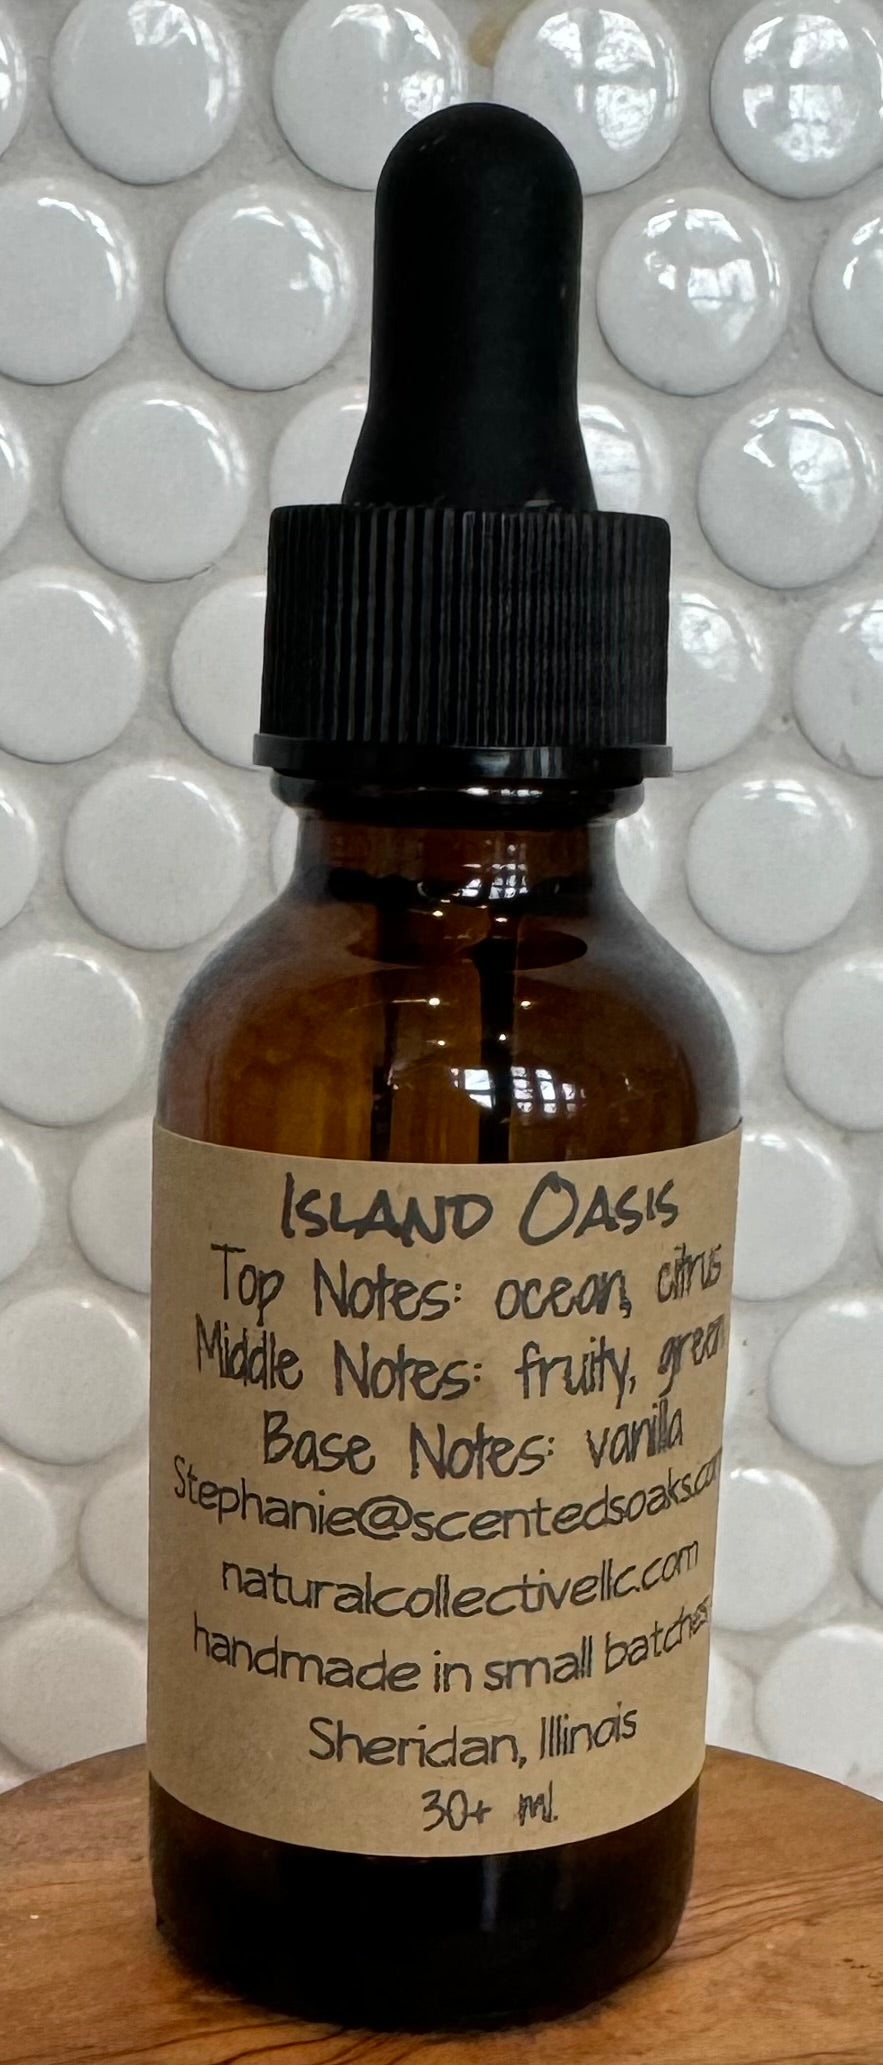 Island Oasis
Top Notes: ocean, citrus
Middle Notes: fruity, green
Base Notes: vanilla
Stephanie@scentedsoaks.com
naturalcollectivellc.com
handmade in small batches
Sheridan, Illinois
30+ ml.